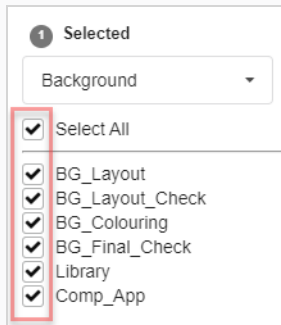 1 Selected
Background
Select All
BG_Layout
BG_Layout_Check
BG_Colouring
BG_Final_Check
Library
Comp_App